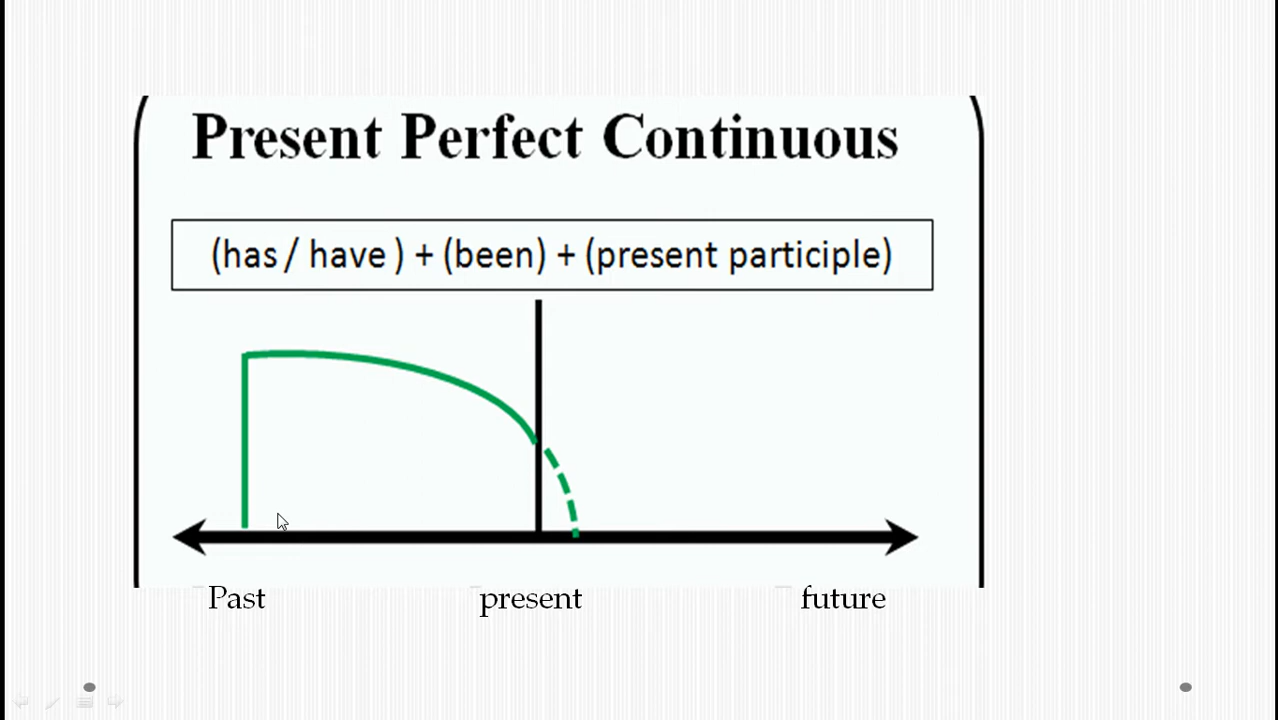 Present Perfect Continuous
(has / have ) + (been) + (present participle)
Past present future